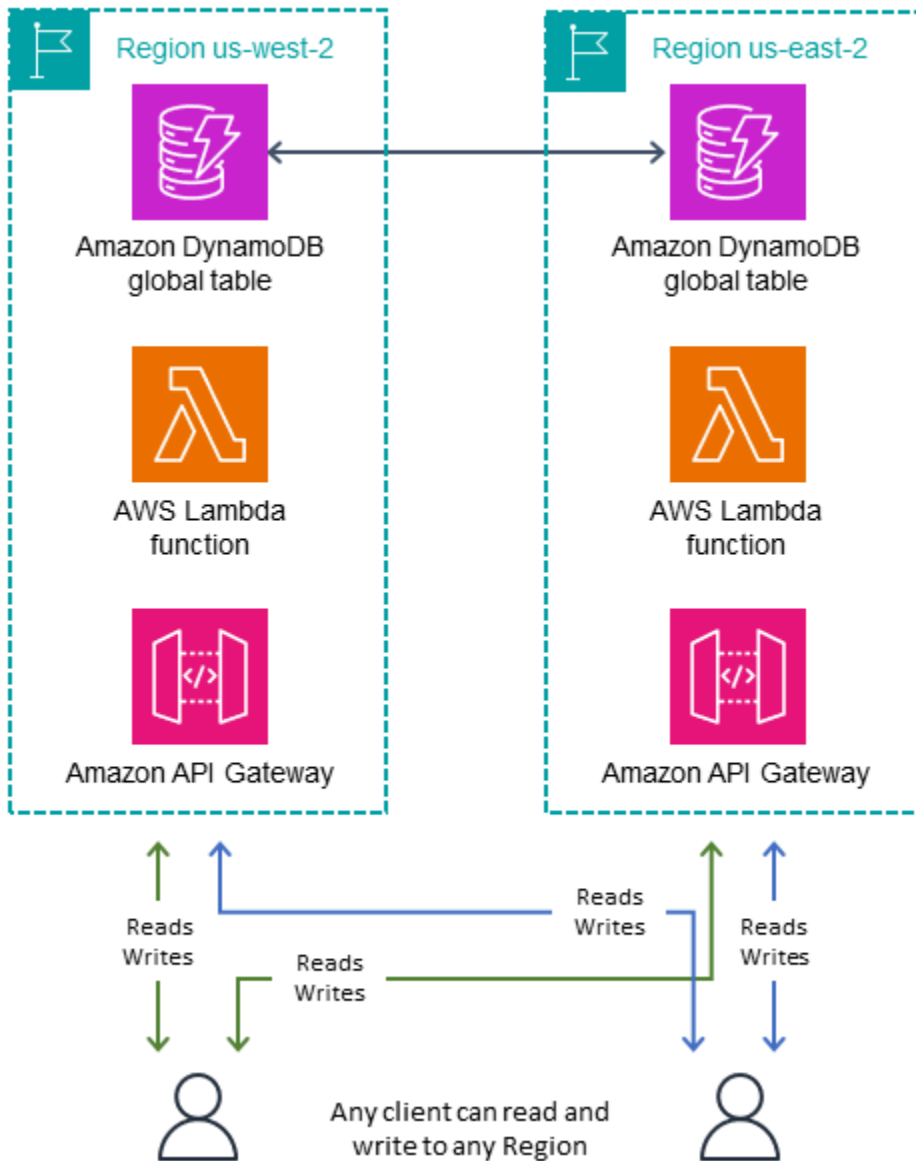 Region us-west-2
Region us-east-2
Amazon DynamoDB
global table
Amazon DynamoDB
global table
AWS Lambda
function
AWS Lambda
function
</>
Amazon API Gateway
</>
Amazon API Gateway
Reads
Writes
Reads
Writes
Reads
Writes
Reads
Writes
Any client can read and
write to any Region